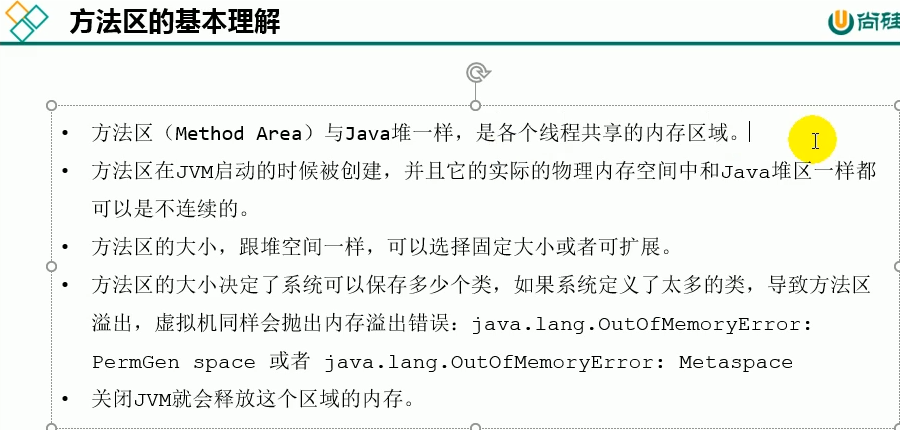 方法区的基本理解
尚硅
• 方法区（Method Area）与Java堆一样，是各个线程共享的内存区域。
• 方法区在JVM启动的时候被创建，并且它的实际的物理内存空间中和Java堆区一样都
可以是不连续的。
• 方法区的大小，跟堆空间一样，可以选择固定大小或者可扩展。
• 方法区的大小决定了系统可以保存多少个类，如果系统定义了太多的类，导致方法区
溢出，虚拟机同样会抛出内存溢出错误：java.lang.OutOfMemoryError:
PermGen space 或者 java.lang.OutOfMemoryError: Metaspace
• 关闭JVM就会释放这个区域的内存。